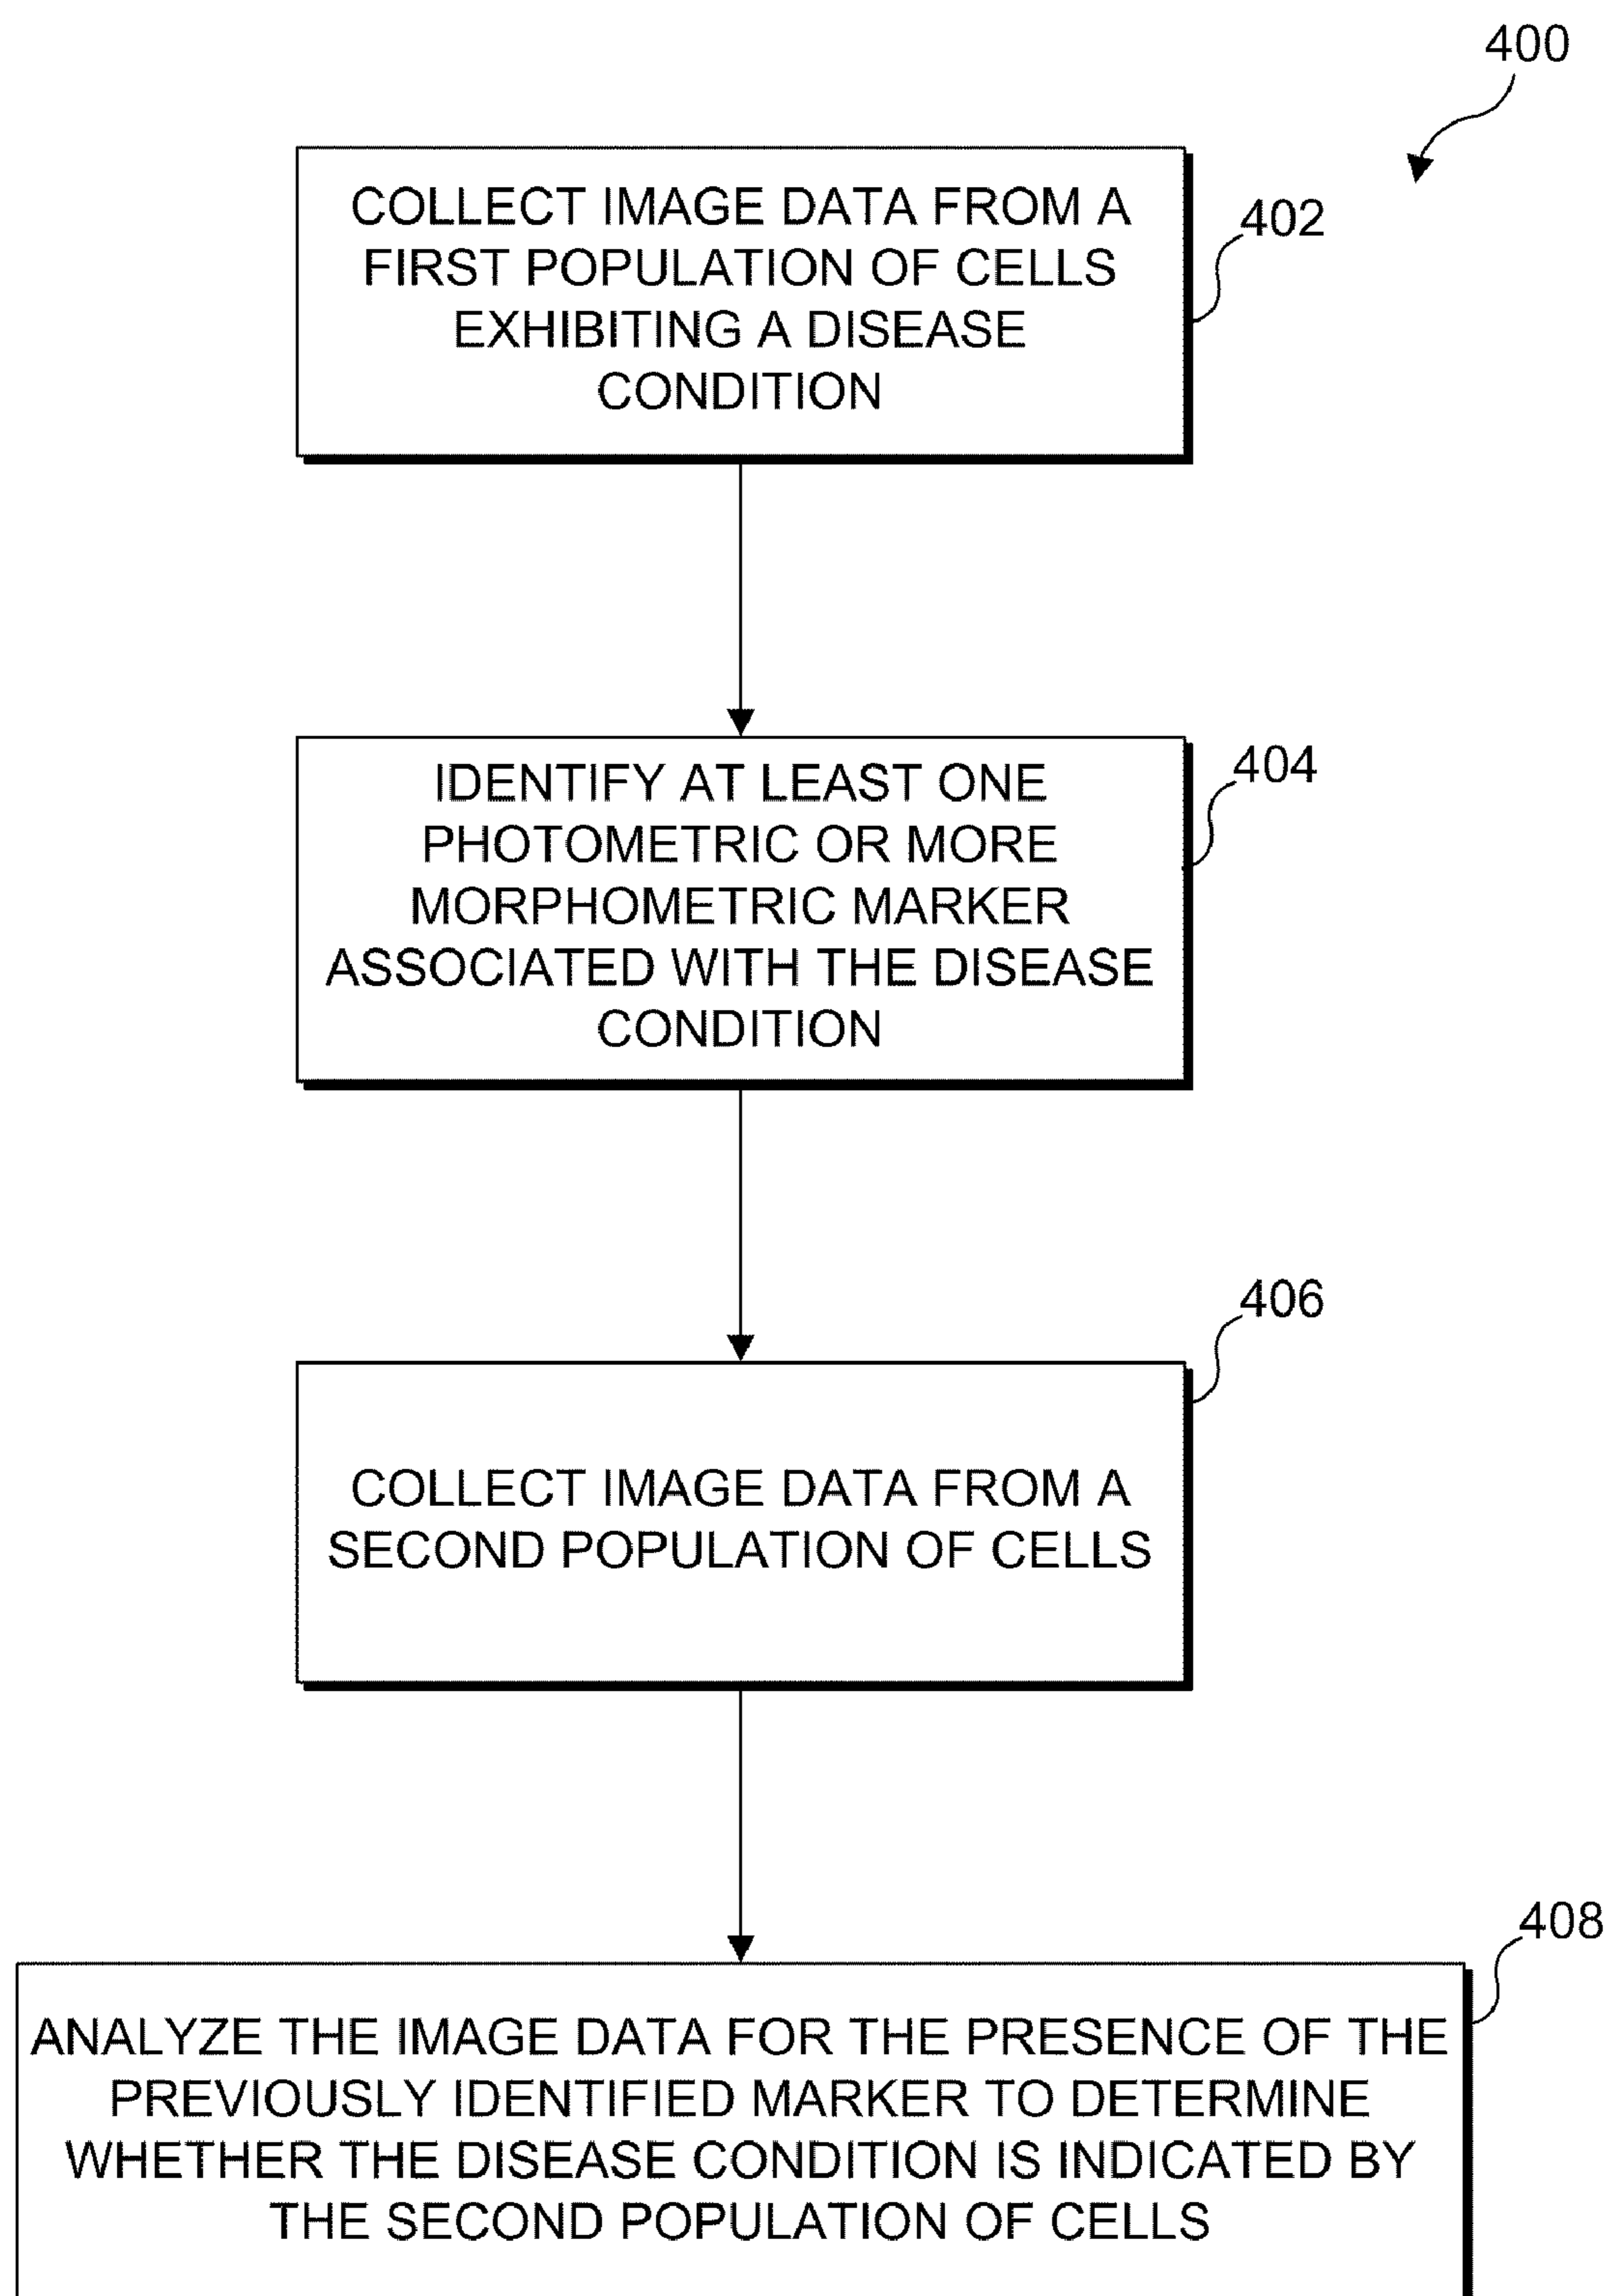 400
COLLECT IMAGE DATA FROM A
FIRST POPULATION OF CELLS
EXHIBITING A DISEASE
CONDITION
402
IDENTIFY AT LEAST ONE
PHOTOMETRIC OR MORE
MORPHOMETRIC MARKER
ASSOCIATED WITH THE DISEASE
CONDITION
404
COLLECT IMAGE DATA FROM A
SECOND POPULATION OF CELLS
406
ANALYZE THE IMAGE DATA FOR THE PRESENCE OF THE
PREVIOUSLY IDENTIFIED MARKER TO DETERMINE
WHETHER THE DISEASE CONDITION IS INDICATED BY
THE SECOND POPULATION OF CELLS
408